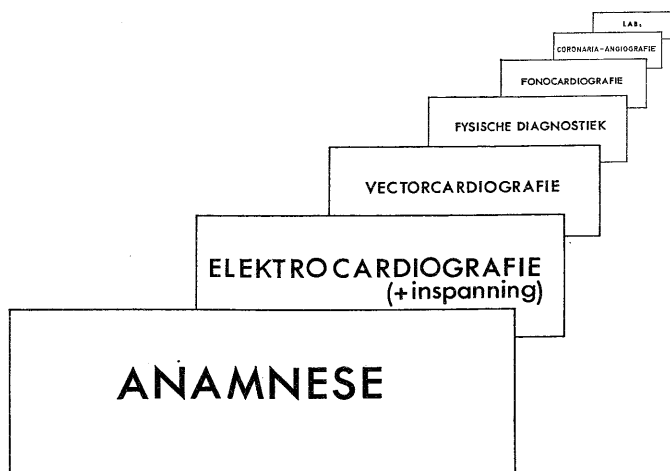 LAB.
CORONARIA-ANGIOGRAFIE
FONOCARDIOGRAFIE
FYSISCHE DIAGNOSTIEK
VECTORCARDIOGRAFIE
ELEKTROCARDIOGRAFIE
(+inspanning)
ANAMNESE